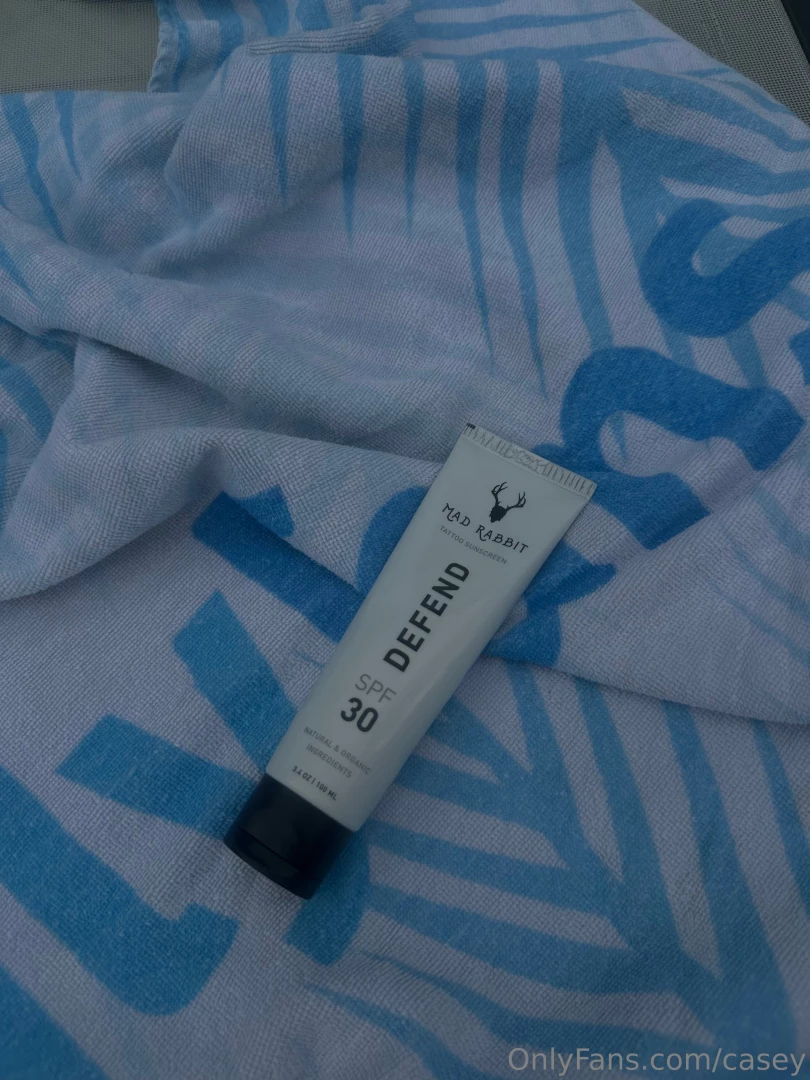 MAD RABBIT
TATTOO SUNSCREEN
DEFEND
SPF
30
NATURAL & ORGANIC
INGREDIENTS
3.4 OZ | 100 ML
OnlyFans.com/casey